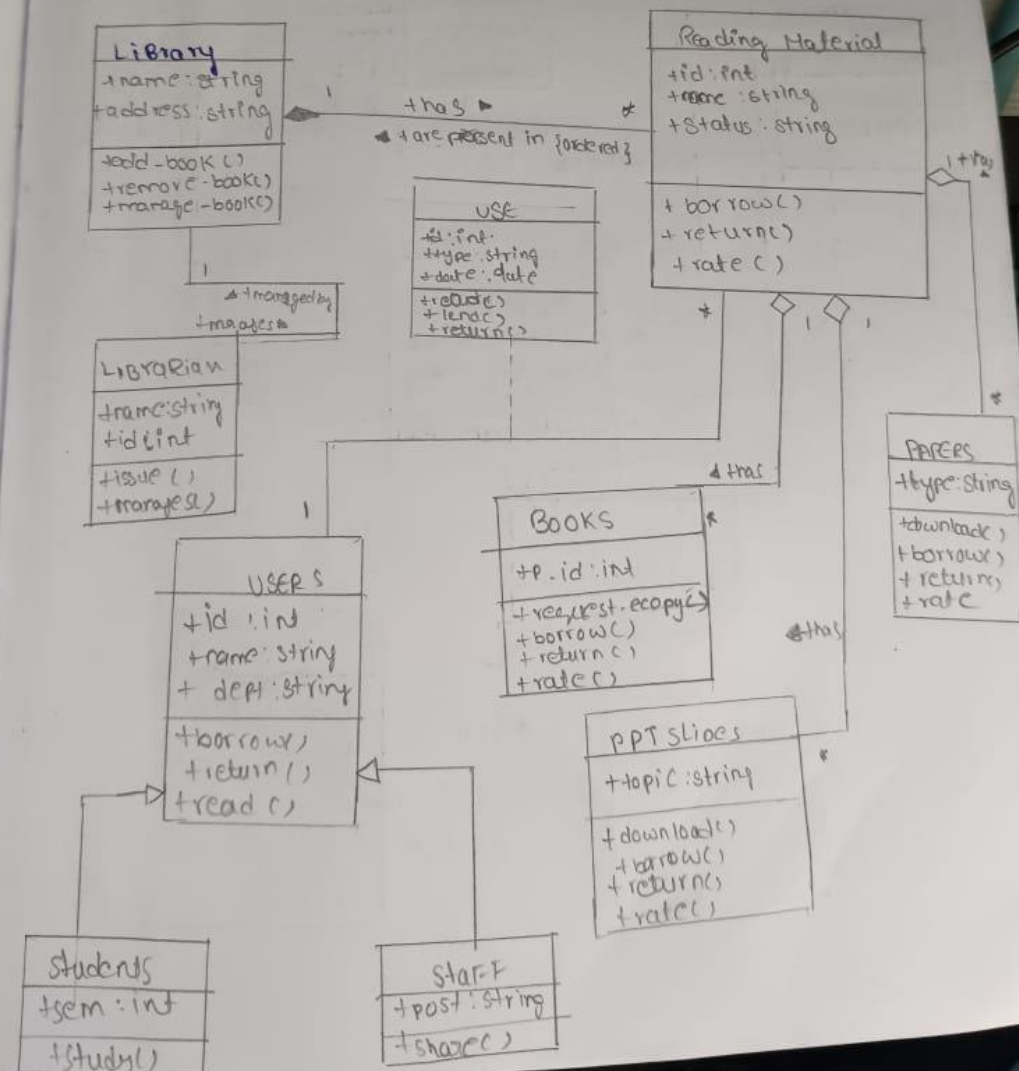 LiBrary
+name:string
+address:string
+add-book()
+remove-book()
+manage-book()
1
+has
*
+are present in {ordered}
Reading Material
+id:int
+name:string
+status:string
+borrow()
+return()
+rate()
1 +has
USE
+id:int
+type:string
+date:date
+read()
+lend()
+return()
1
+managedby
+manages
LiBraRian
+name:string
+id:int
+issue()
+manages()
*
1
1
*
PAPERS
+type:string
+download()
+borrow()
+return()
+rate
+has
*
BOOKS
+P.id:int
+request.ecopy()
+borrow()
+return()
+rate()
1
USERS
+id:int
+name:string
+dept:string
+borrow()
+return()
+read()
+has
*
PPT Slides
+topic:string
+download()
+borrow()
+return()
+rate()
Students
+sem:int
+study()
StaFF
+post:string
+share()